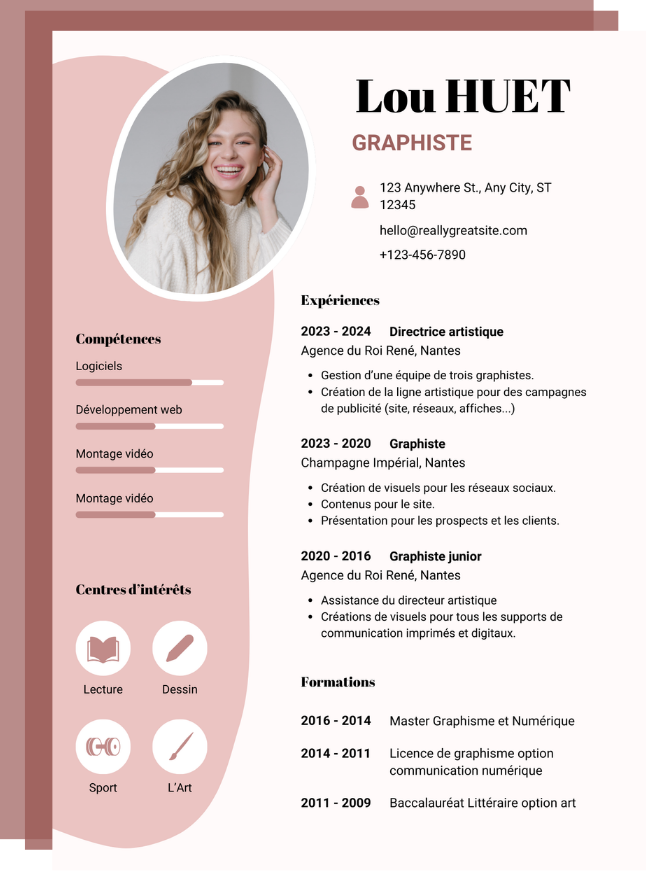 Lou HUET
GRAPHISTE
123 Anywhere St., Any City, ST
12345
hello@reallygreatsite.com
+123-456-7890
Compétences
Logiciels
Développement web
Montage vidéo
Montage vidéo
Centres d'intérêts
Lecture
Dessin
Sport
L'Art
Expériences
2023 - 2024 Directrice artistique
Agence du Roi René, Nantes
• Gestion d'une équipe de trois graphistes.
• Création de la ligne artistique pour des campagnes
de publicité (site, réseaux, affiches...)
2023 - 2020 Graphiste
Champagne Impérial, Nantes
• Création de visuels pour les réseaux sociaux.
• Contenus pour le site.
• Présentation pour les prospects et les clients.
2020 - 2016 Graphiste junior
Agence du Roi René, Nantes
• Assistance du directeur artistique
• Créations de visuels pour tous les supports de
communication imprimés et digitaux.
Formations
2016 - 2014 Master Graphisme et Numérique
2014 - 2011 Licence de graphisme option
communication numérique
2011 - 2009 Baccalauréat Littéraire option art